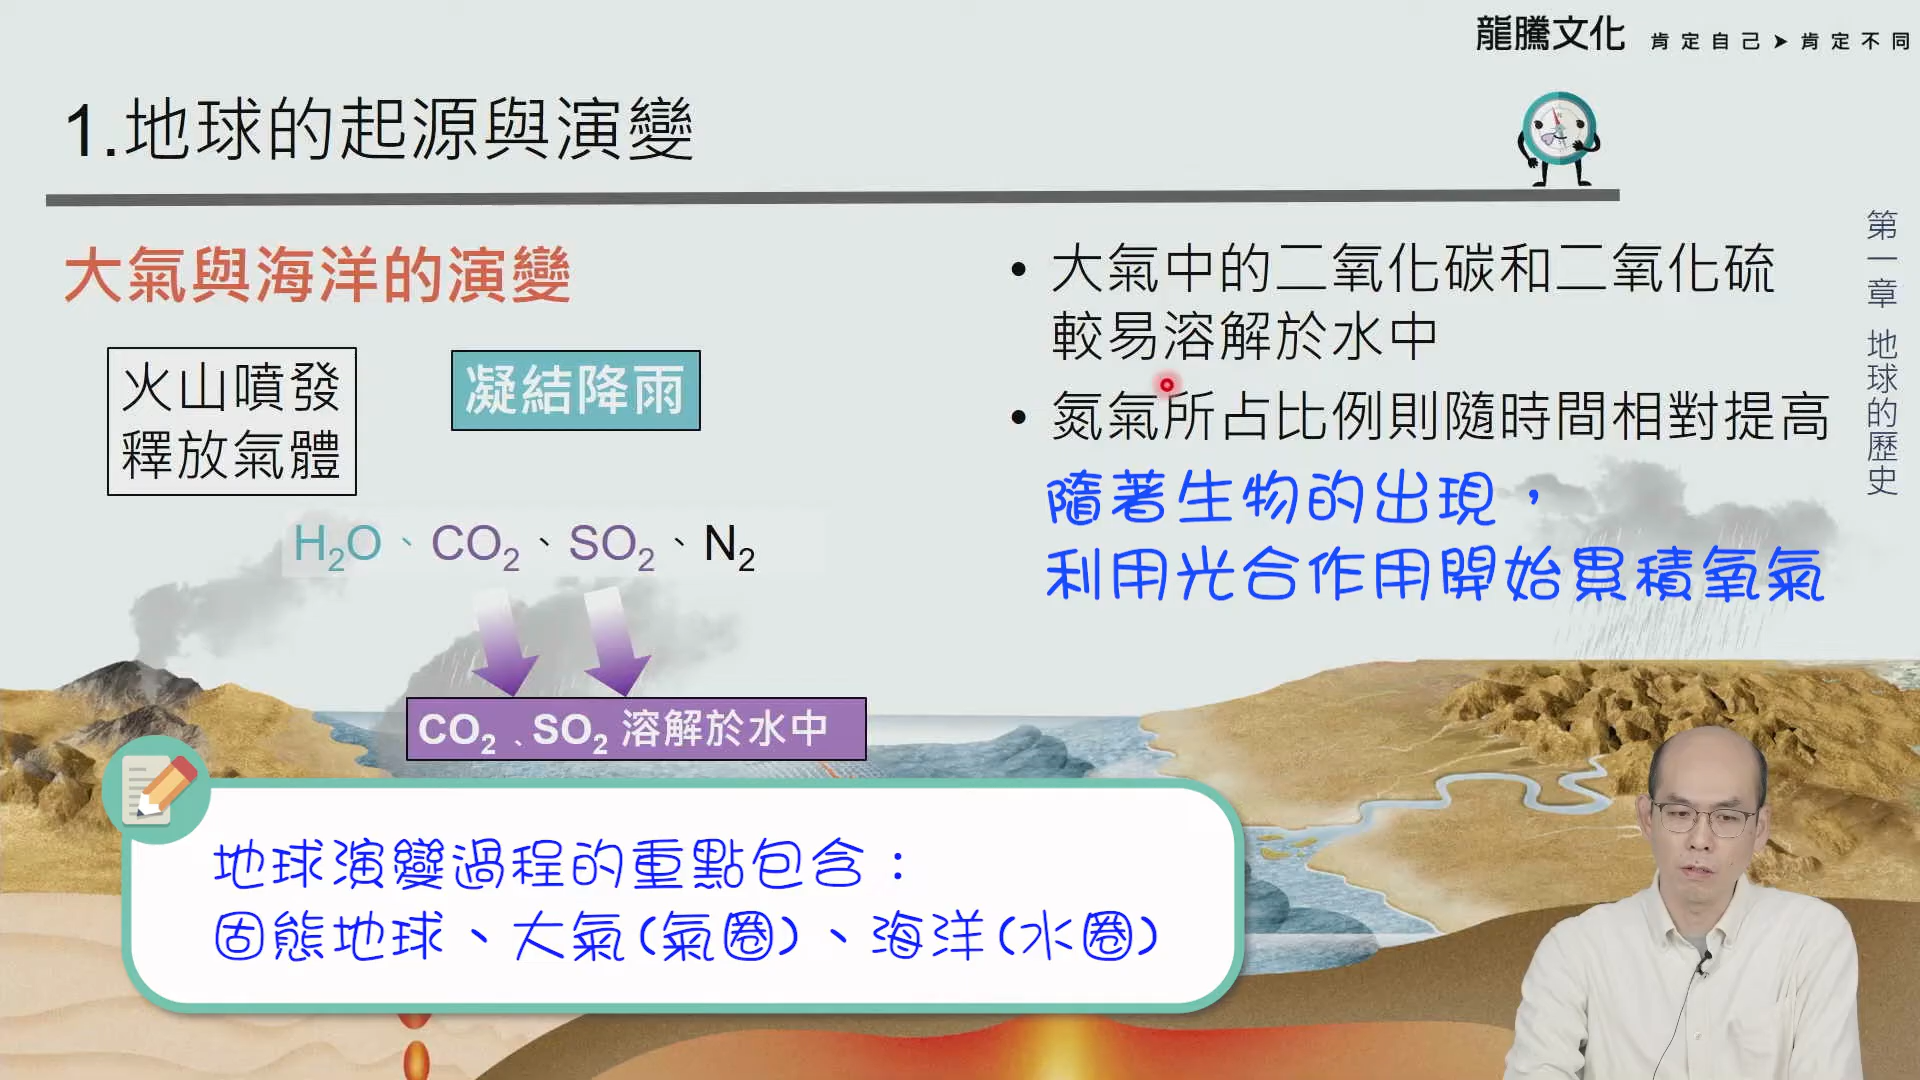 龍騰文化 肯定自己➤肯定不同
1.地球的起源與演變
大氣與海洋的演變
火山噴發
釋放氣體
凝結降雨
H₂O、CO₂、SO₂、N₂
CO₂、SO₂ 溶解於水中
• 大氣中的二氧化碳和二氧化硫
較易溶解於水中
• 氮氣所占比例則隨時間相對提高
隨著生物的出現，
利用光合作用開始累積氧氣
第一章 地球的歷史
地球演變過程的重點包含：
固態地球、大氣(氣圈)、海洋(水圈)